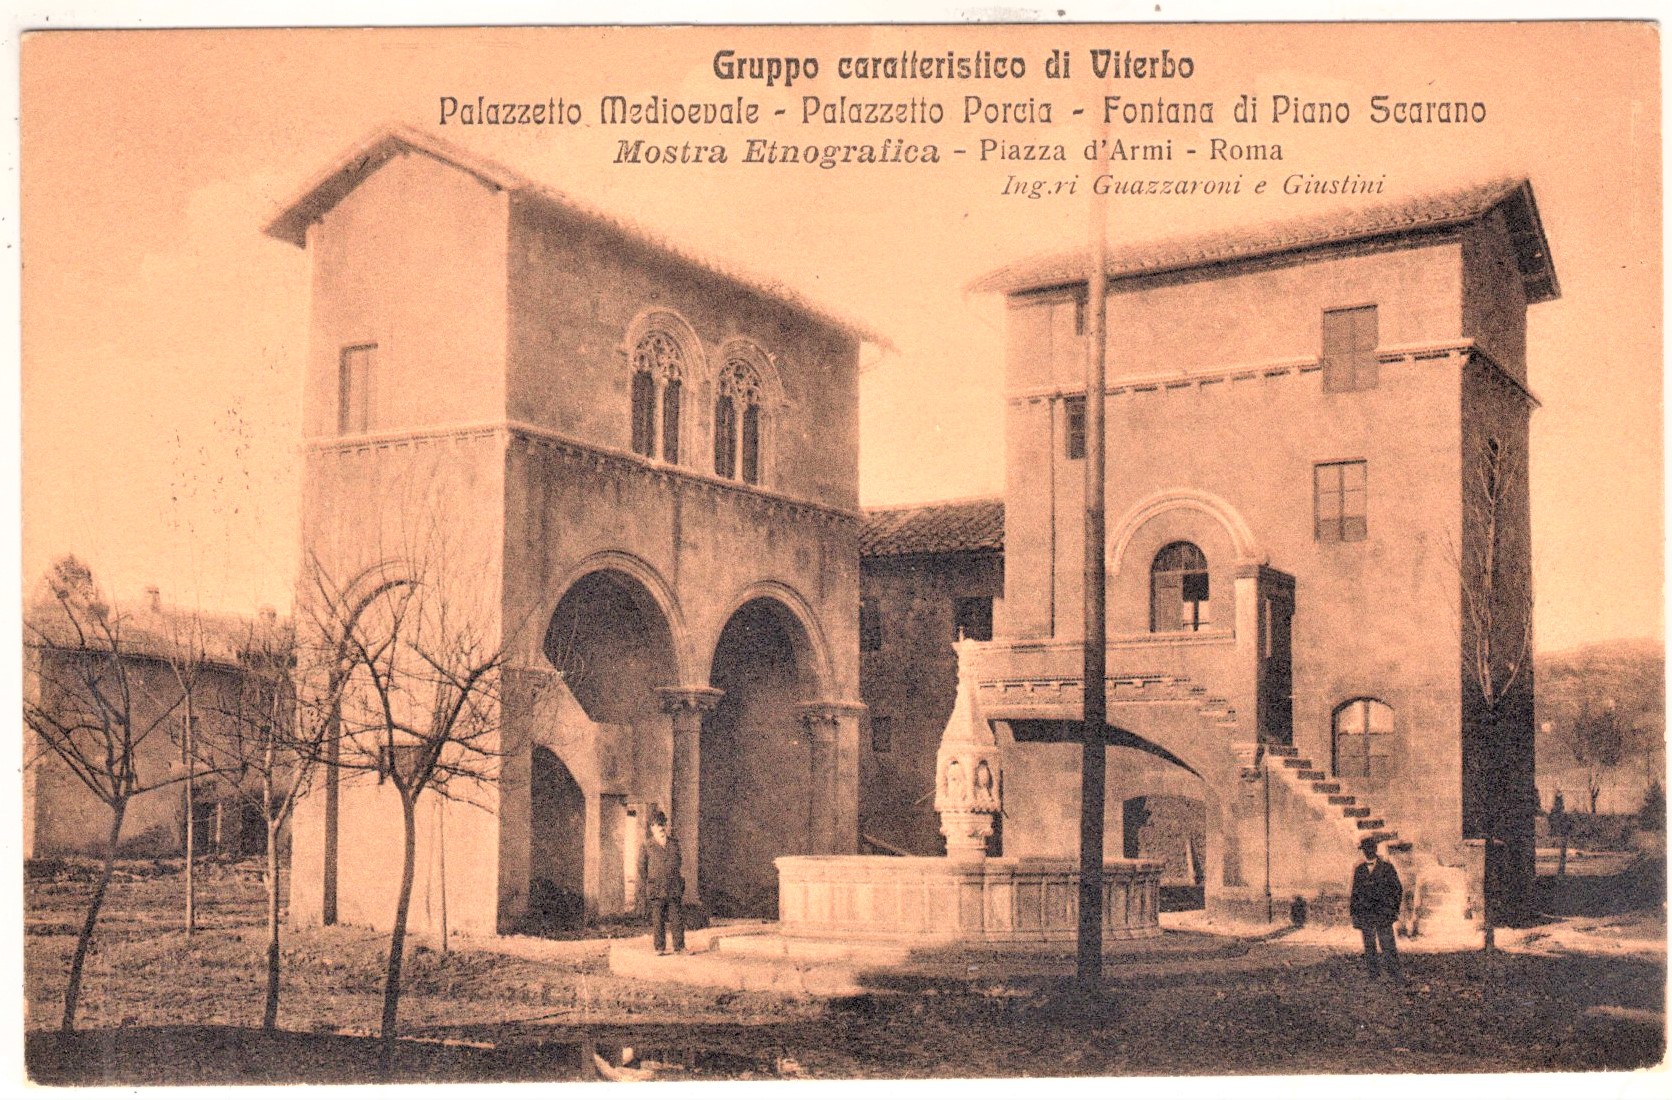 Gruppo caratteristico di Viterbo
Palazzetto Medioevale - Palazzetto Porcia - Fontana di Piano Scarano
Mostra Etnografica - Piazza d'Armi - Roma
Ing.ri Guazzaroni e Giustini